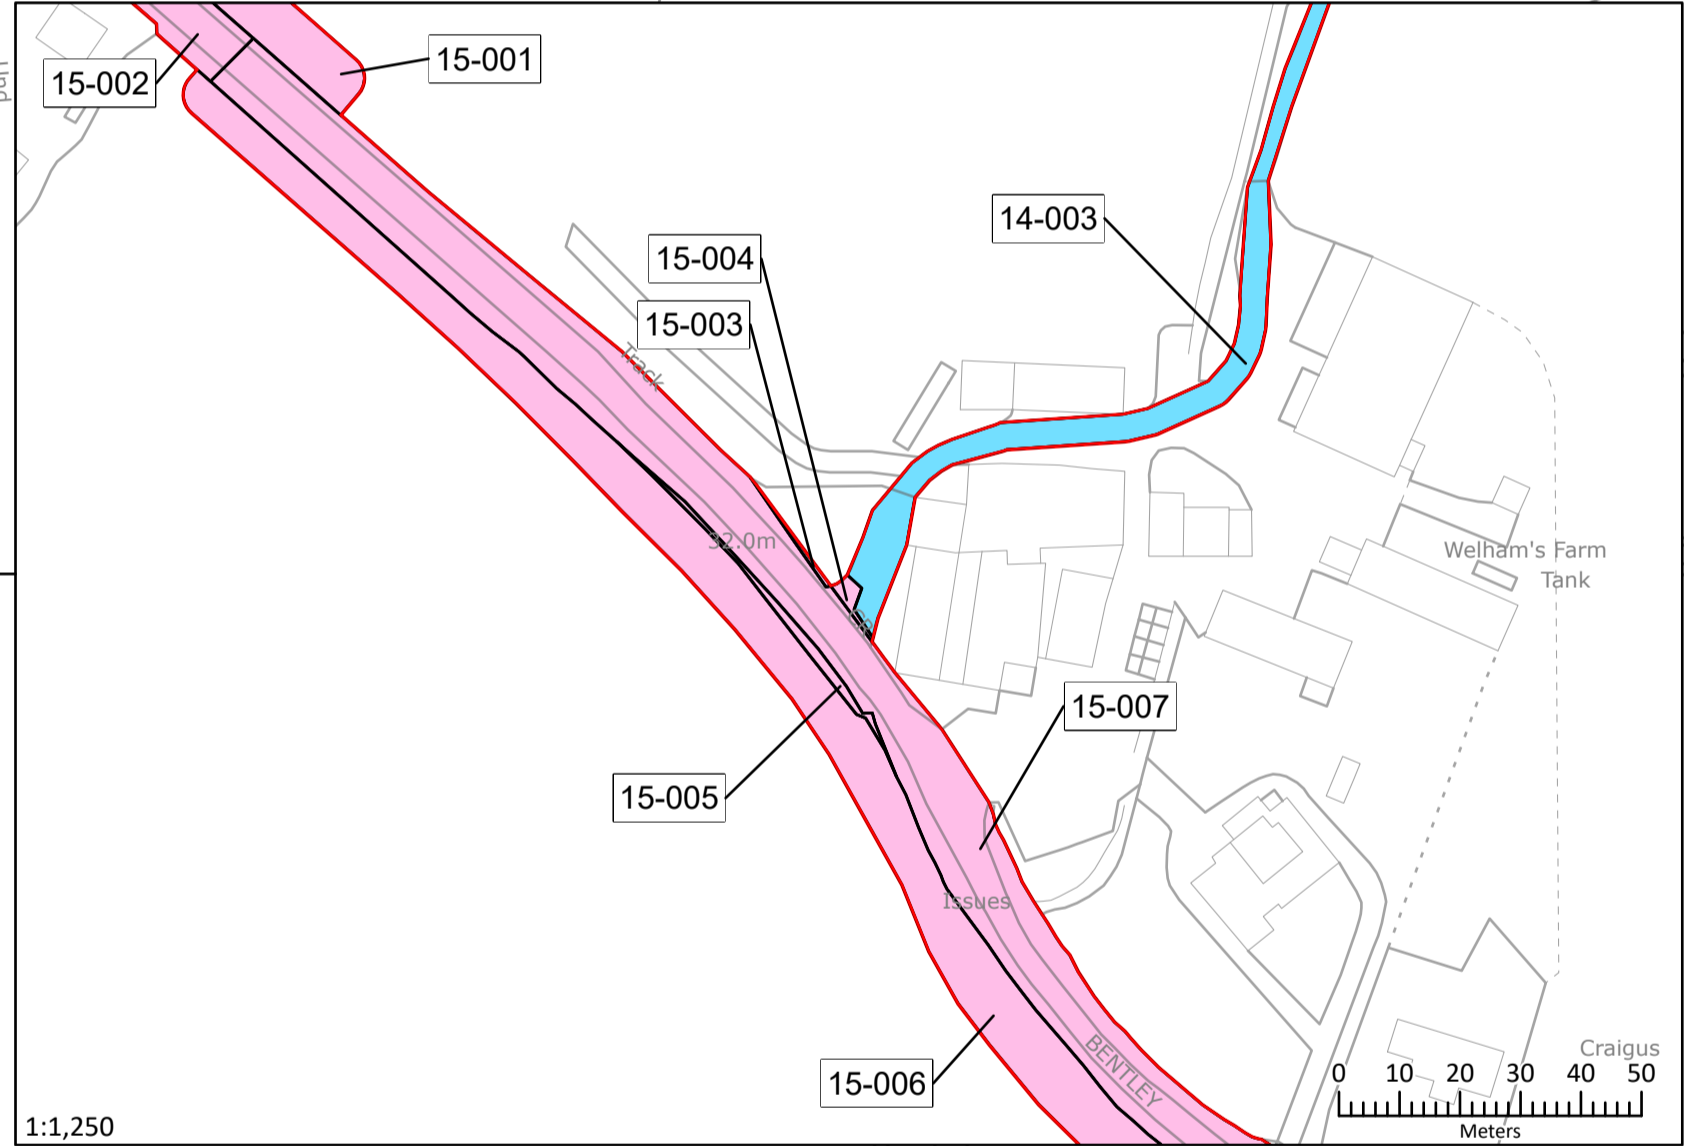 15-001
15-002
14-003
15-004
15-003
Track
32.0m
Welham's Farm
Tank
15-007
15-005
Issues
BENTLEY
15-006
Craigus
0 10 20 30 40 50
Meters
1:1,250